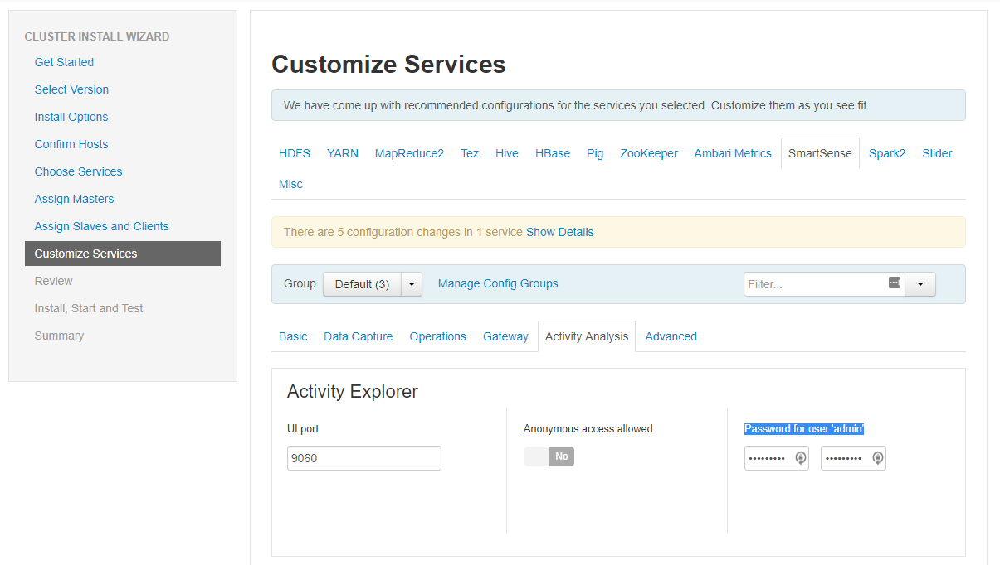 CLUSTER INSTALL WIZARD
Get Started
Select Version
Install Options
Confirm Hosts
Choose Services
Assign Masters
Assign Slaves and Clients
Customize Services
Review
Install, Start and Test
Summary
Customize Services
We have come up with recommended configurations for the services you selected. Customize them as you see fit.
HDFS YARN MapReduce2 Tez Hive HBase Pig ZooKeeper Ambari Metrics SmartSense Spark2 Slider
Misc
There are 5 configuration changes in 1 service Show Details
Group Default (3) Manage Config Groups Filter...
Basic Data Capture Operations Gateway Activity Analysis Advanced
Activity Explorer
UI port Anonymous access allowed Password for user 'admin'
9060 No ••••••••• •••••••••